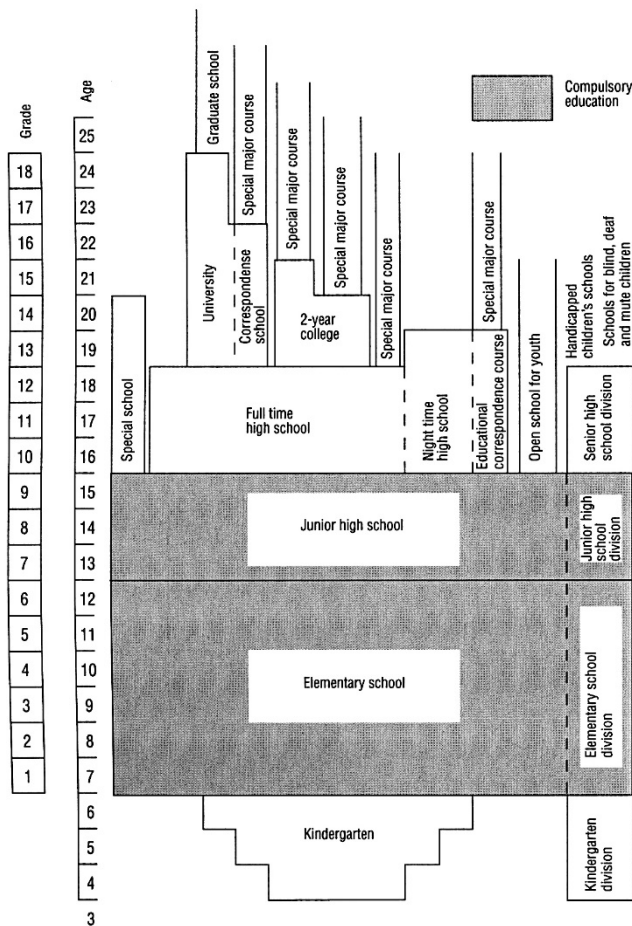 Compulsory
education
Grade
Age
25
18
24
17
23
16
22
15
21
14
20
13
19
12
18
11
17
10
16
9
15
8
14
7
13
6
12
5
11
4
10
3
9
2
8
1
7
6
5
4
3
Graduate school
Special major course
Special major course
Special major course
Special major course
Special major course
University
Correspondense
school
2-year
college
Special school
Full time
high school
Night time
high school
Educational
correspondence course
Open school for youth
Handicapped
children's schools
Schools for blind, deaf
and mute children
Senior high
school division
Junior high school
Junior high
school
division
Elementary school
Elementary school
division
Kindergarten
Kindergarten
division